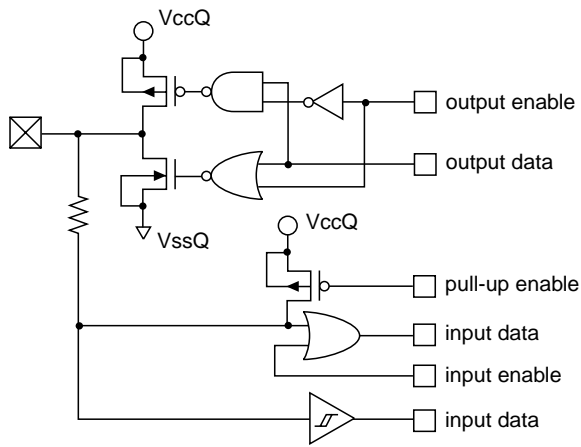 VccQ
output enable
output data
VssQ
VccQ
pull-up enable
input data
input enable
input data